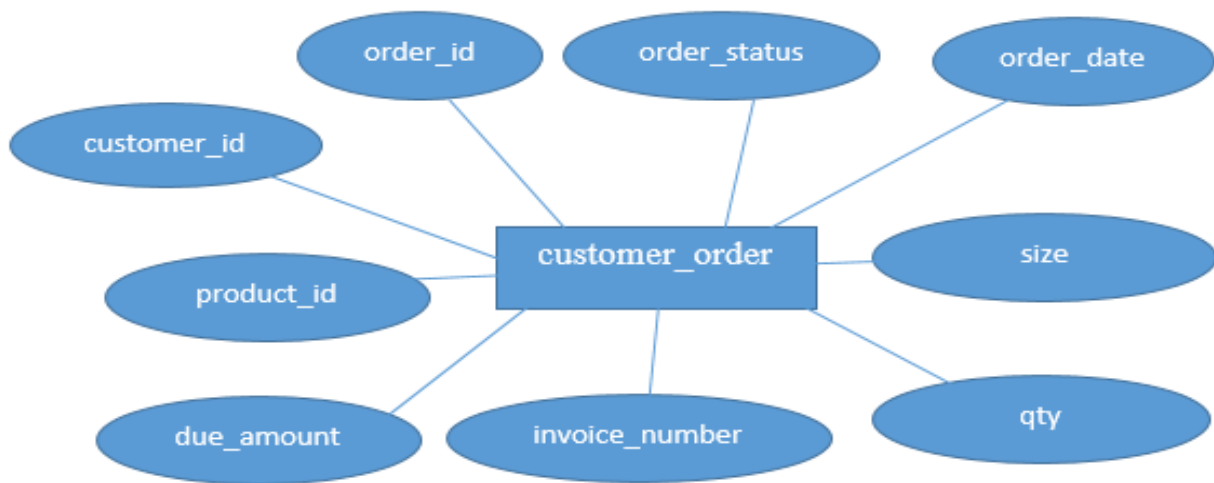 order_id
order_status
order_date
customer_id
customer_order
size
product_id
due_amount
invoice_number
qty